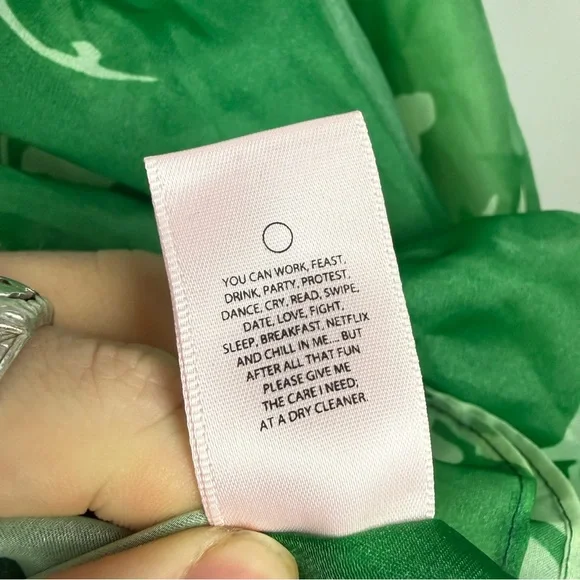 YOU CAN WORK, FEAST,
DRINK, PARTY, PROTEST,
DANCE, CRY, READ, SWIPE,
DATE, LOVE, FIGHT,
SLEEP, BREAKFAST, NETFLIX
AND CHILL IN ME... BUT
AFTER ALL THAT FUN
PLEASE GIVE ME
THE CARE I NEED;
AT A DRY CLEANER.